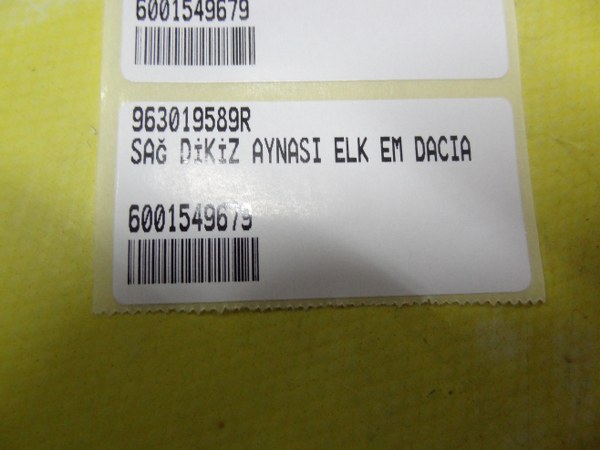 6001549679
963019589R
SAĞ DİKİZ AYNASI ELK EM DACIA
6001549679